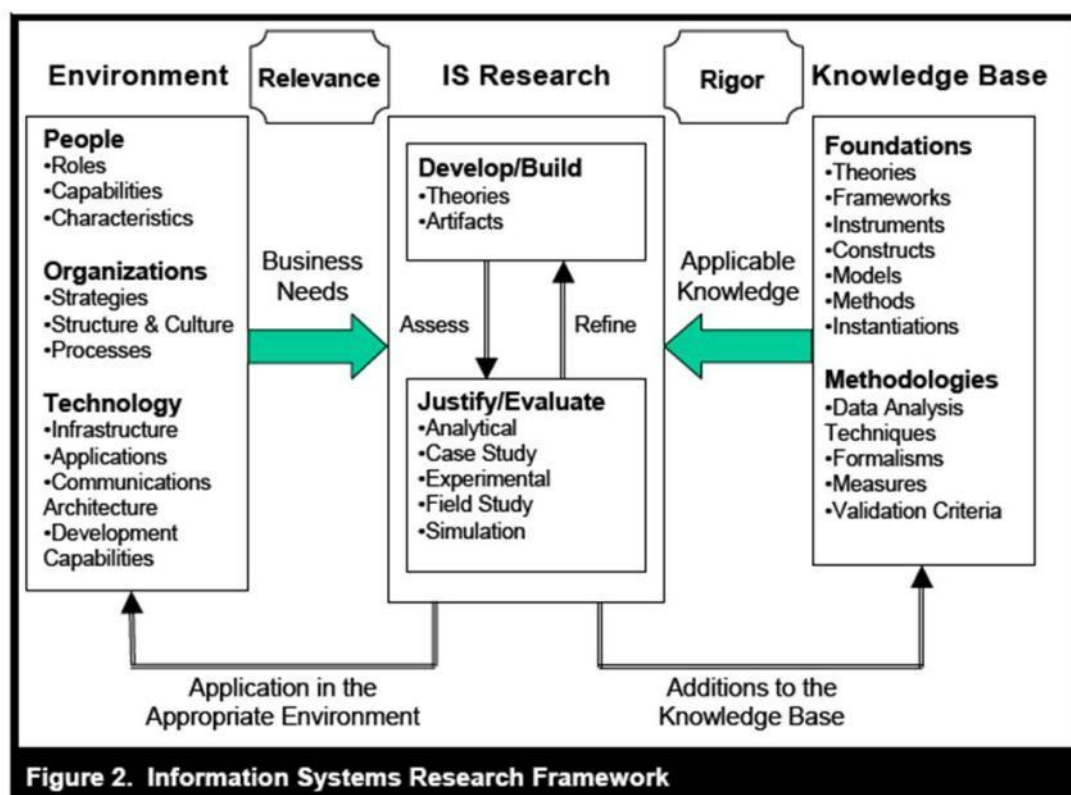 Environment
Relevance
IS Research
Rigor
Knowledge Base
People
•Roles
•Capabilities
•Characteristics
Organizations
•Strategies
•Structure & Culture
•Processes
Technology
•Infrastructure
•Applications
•Communications
Architecture
•Development
Capabilities
Business
Needs
Develop/Build
•Theories
•Artifacts
Assess
Refine
Justify/Evaluate
•Analytical
•Case Study
•Experimental
•Field Study
•Simulation
Applicable
Knowledge
Foundations
•Theories
•Frameworks
•Instruments
•Constructs
•Models
•Methods
•Instantiations
Methodologies
•Data Analysis
Techniques
•Formalisms
•Measures
•Validation Criteria
Application in the
Appropriate Environment
Additions to the
Knowledge Base
Figure 2. Information Systems Research Framework